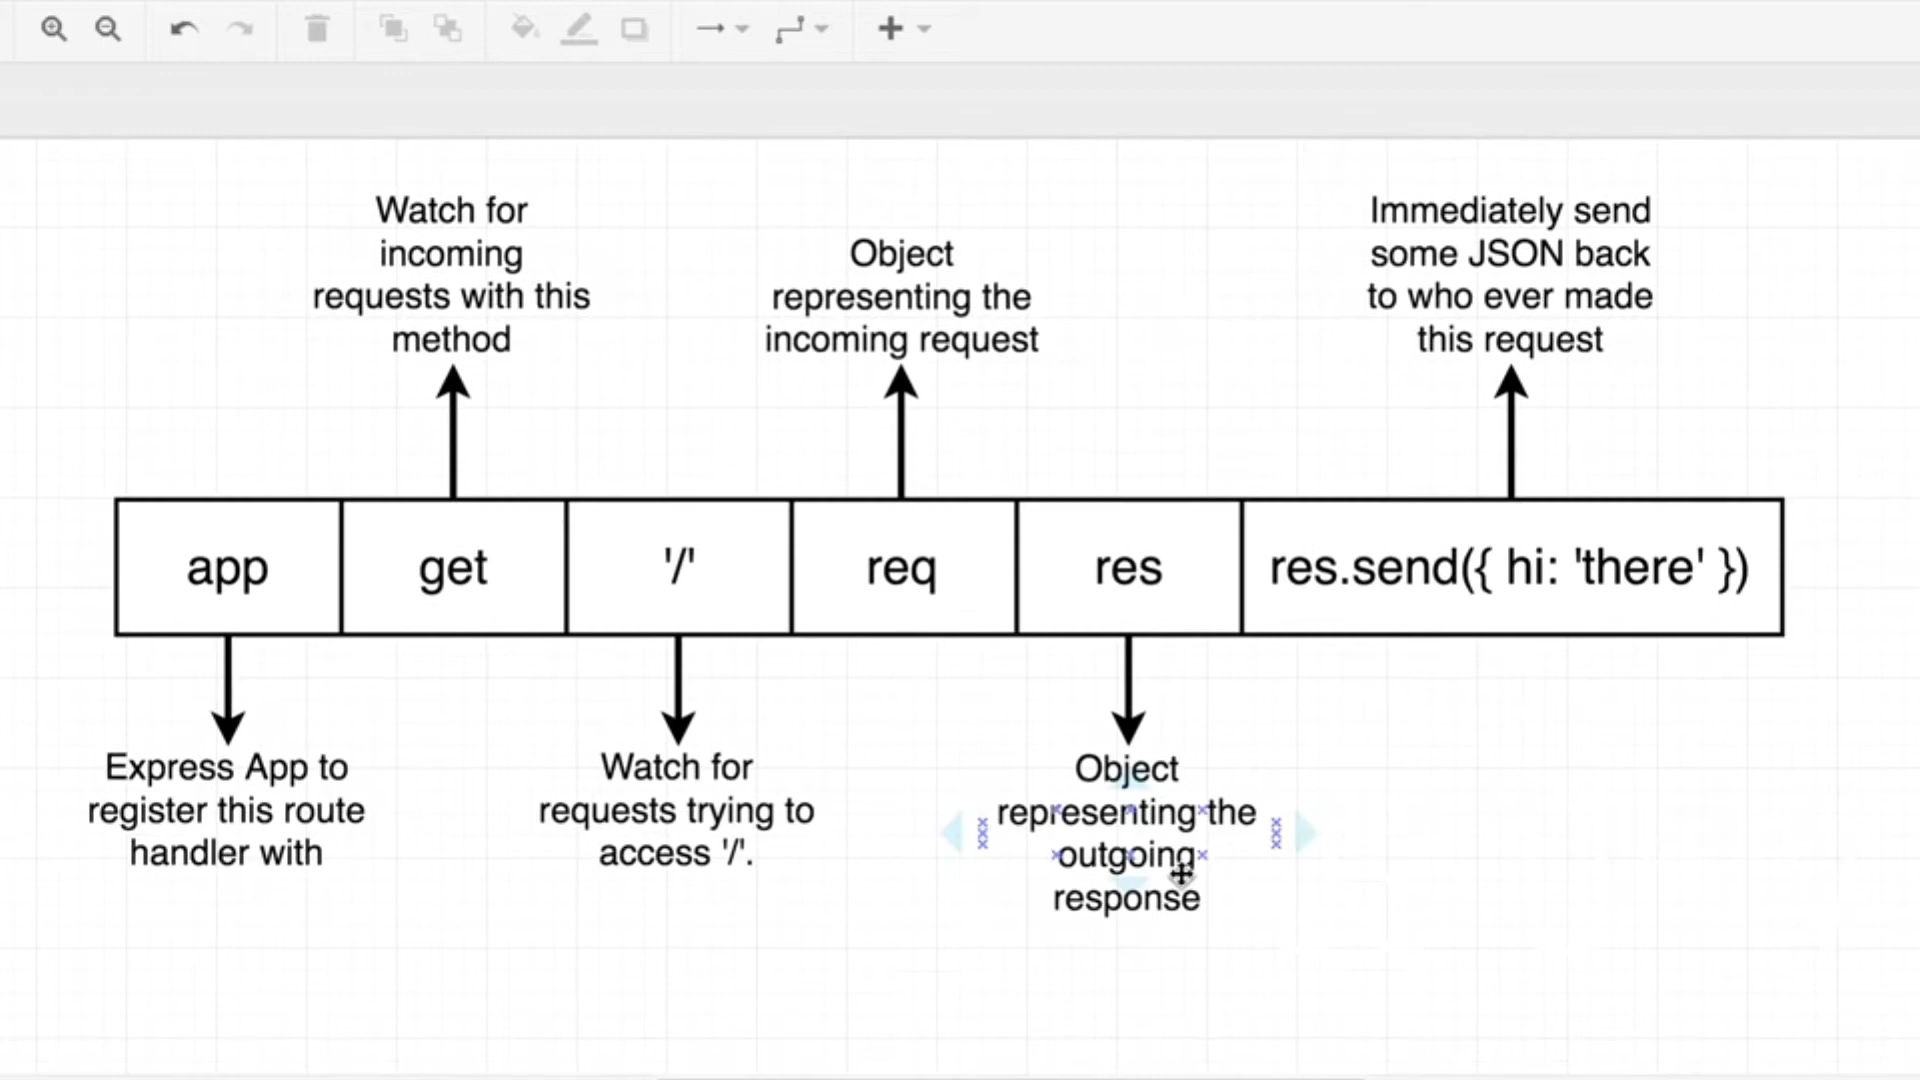 Watch for
incoming
requests with this
method
Object
representing the
incoming request
Immediately send
some JSON back
to who ever made
this request
app
get
'/'
req
res
res.send({ hi: 'there' })
Express App to
register this route
handler with
Watch for
requests trying to
access '/'.
Object
representing the
outgoing
response